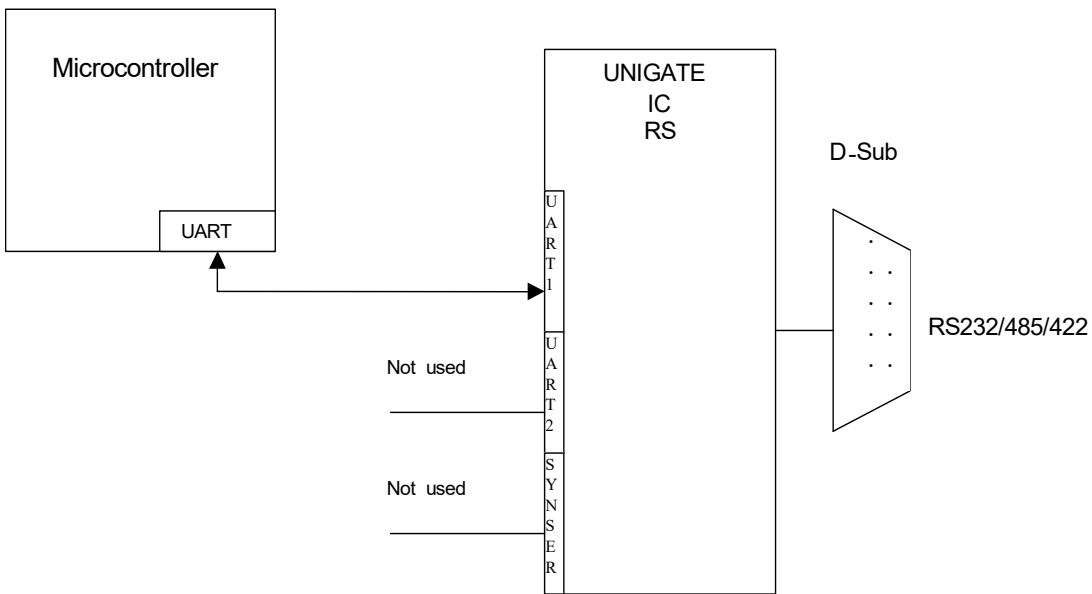 Microcontroller
UART
UNIGATE
IC
RS
D-Sub
U
A
R
T
1
RS232/485/422
Not used
U
A
R
T
2
Not used
S
Y
N
S
E
R